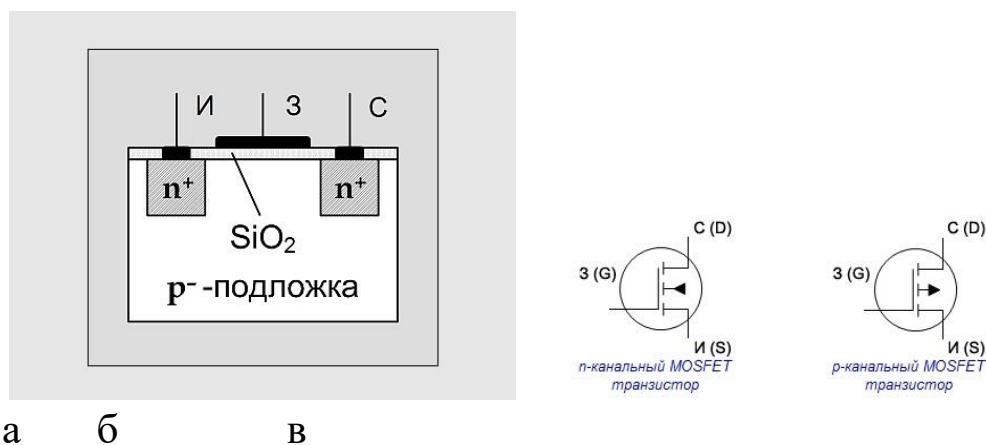 И З С
n⁺ n⁺
SiO₂
p⁻ -подложка
С (D)
З (G)
И (S)
n-канальный MOSFET
транзистор
С (D)
З (G)
И (S)
р-канальный MOSFET
транзистор
а б в